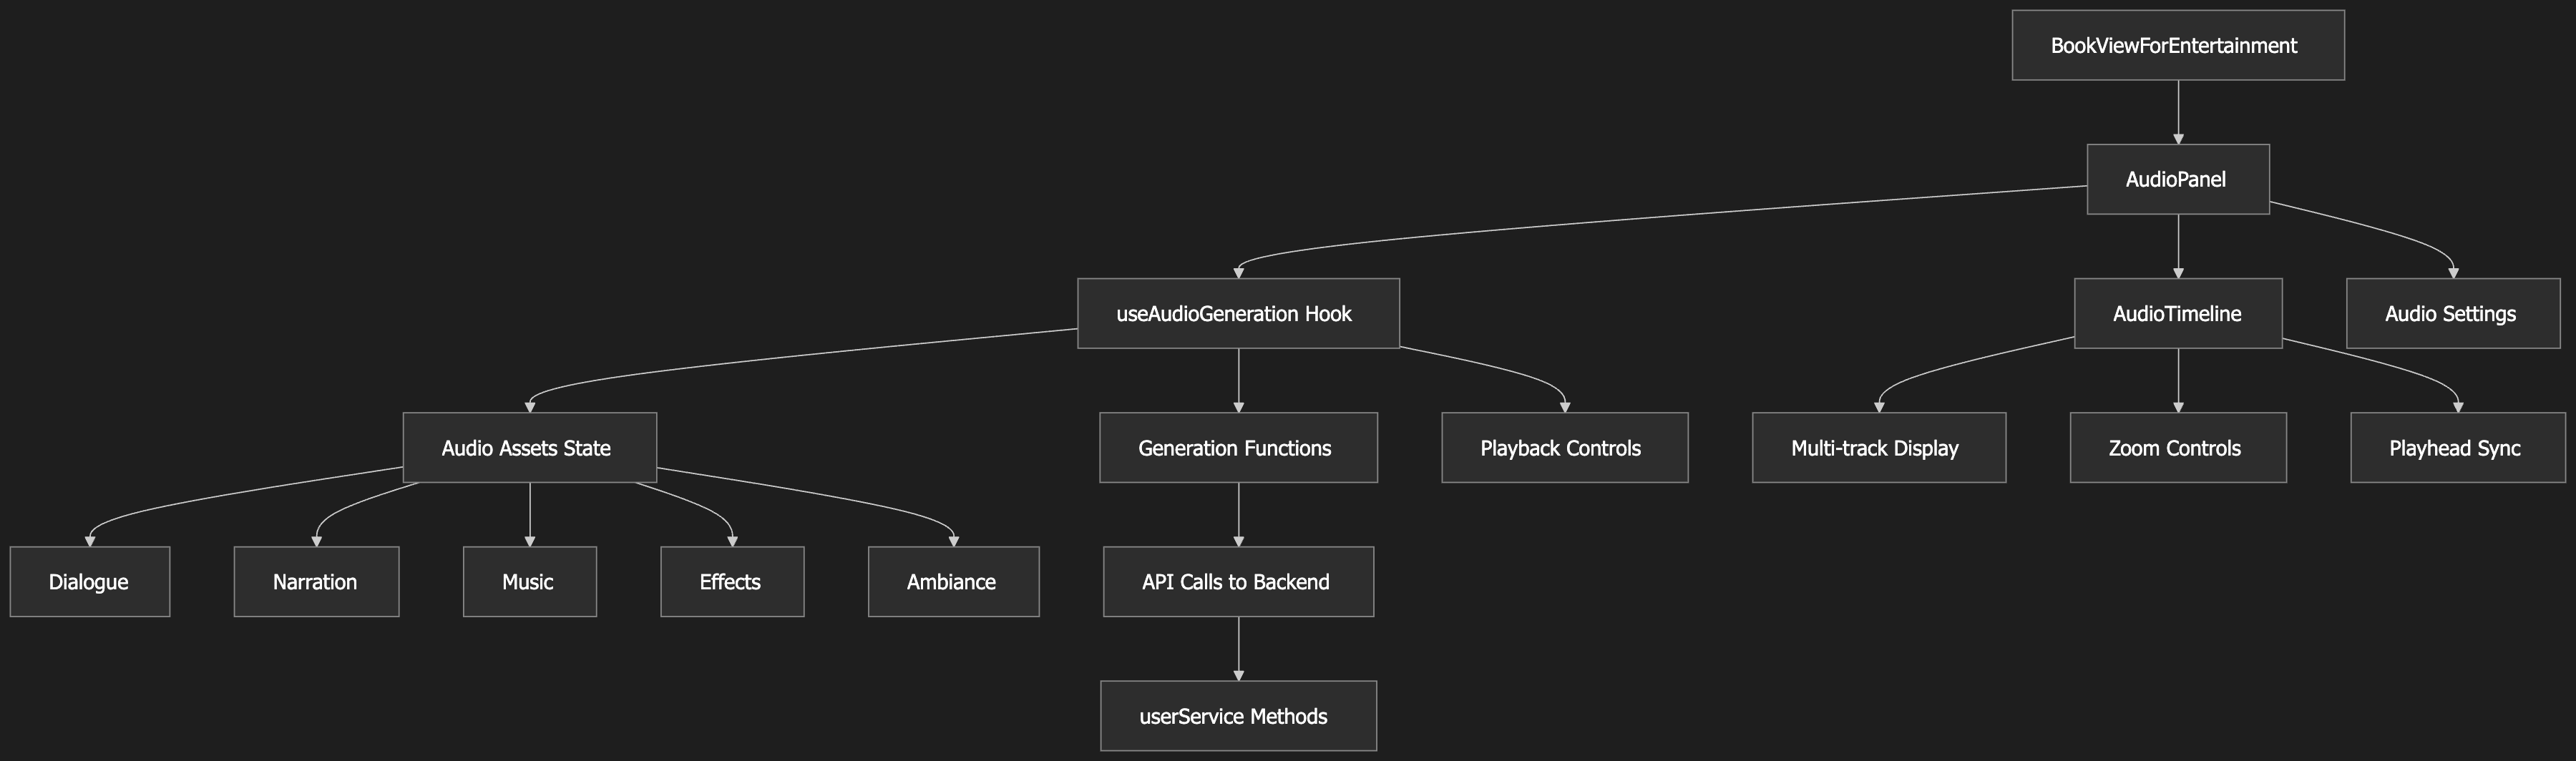 BookViewForEntertainment
AudioPanel
useAudioGeneration Hook
AudioTimeline
Audio Settings
Audio Assets State
Generation Functions
Playback Controls
Multi-track Display
Zoom Controls
Playhead Sync
Dialogue
Narration
Music
Effects
Ambiance
API Calls to Backend
userService Methods